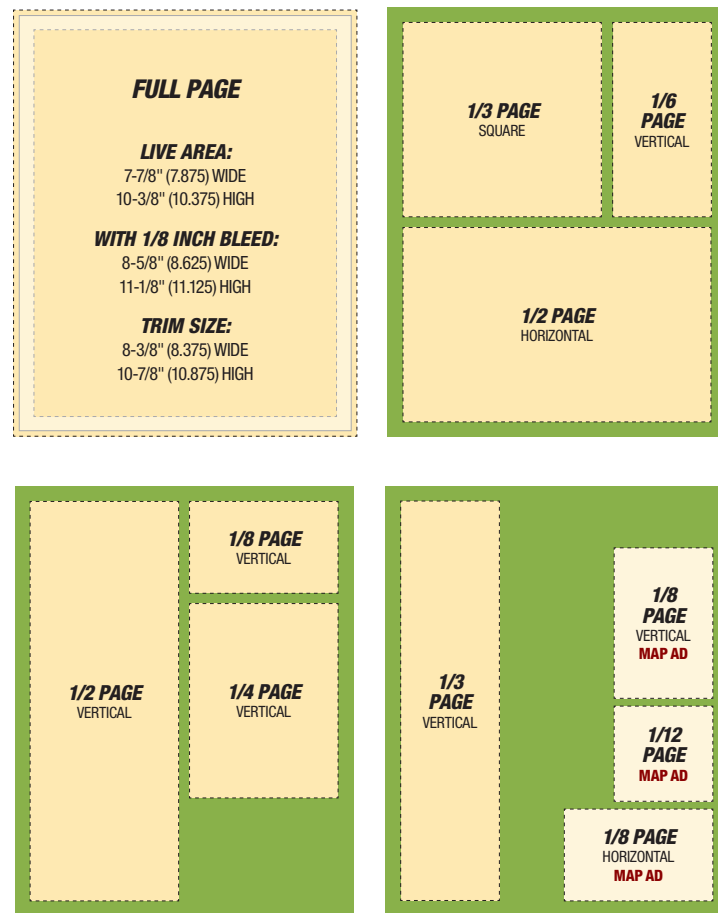 FULL PAGE
LIVE AREA:
7-7/8" (7.875) WIDE
10-3/8" (10.375) HIGH
WITH 1/8 INCH BLEED:
8-5/8" (8.625) WIDE
11-1/8" (11.125) HIGH
TRIM SIZE:
8-3/8" (8.375) WIDE
10-7/8" (10.875) HIGH
1/3 PAGE
SQUARE
1/6
PAGE
VERTICAL
1/2 PAGE
HORIZONTAL
1/2 PAGE
VERTICAL
1/8 PAGE
VERTICAL
1/4 PAGE
VERTICAL
1/3
PAGE
VERTICAL
1/8
PAGE
VERTICAL
MAP AD
1/12
PAGE
MAP AD
1/8 PAGE
HORIZONTAL
MAP AD